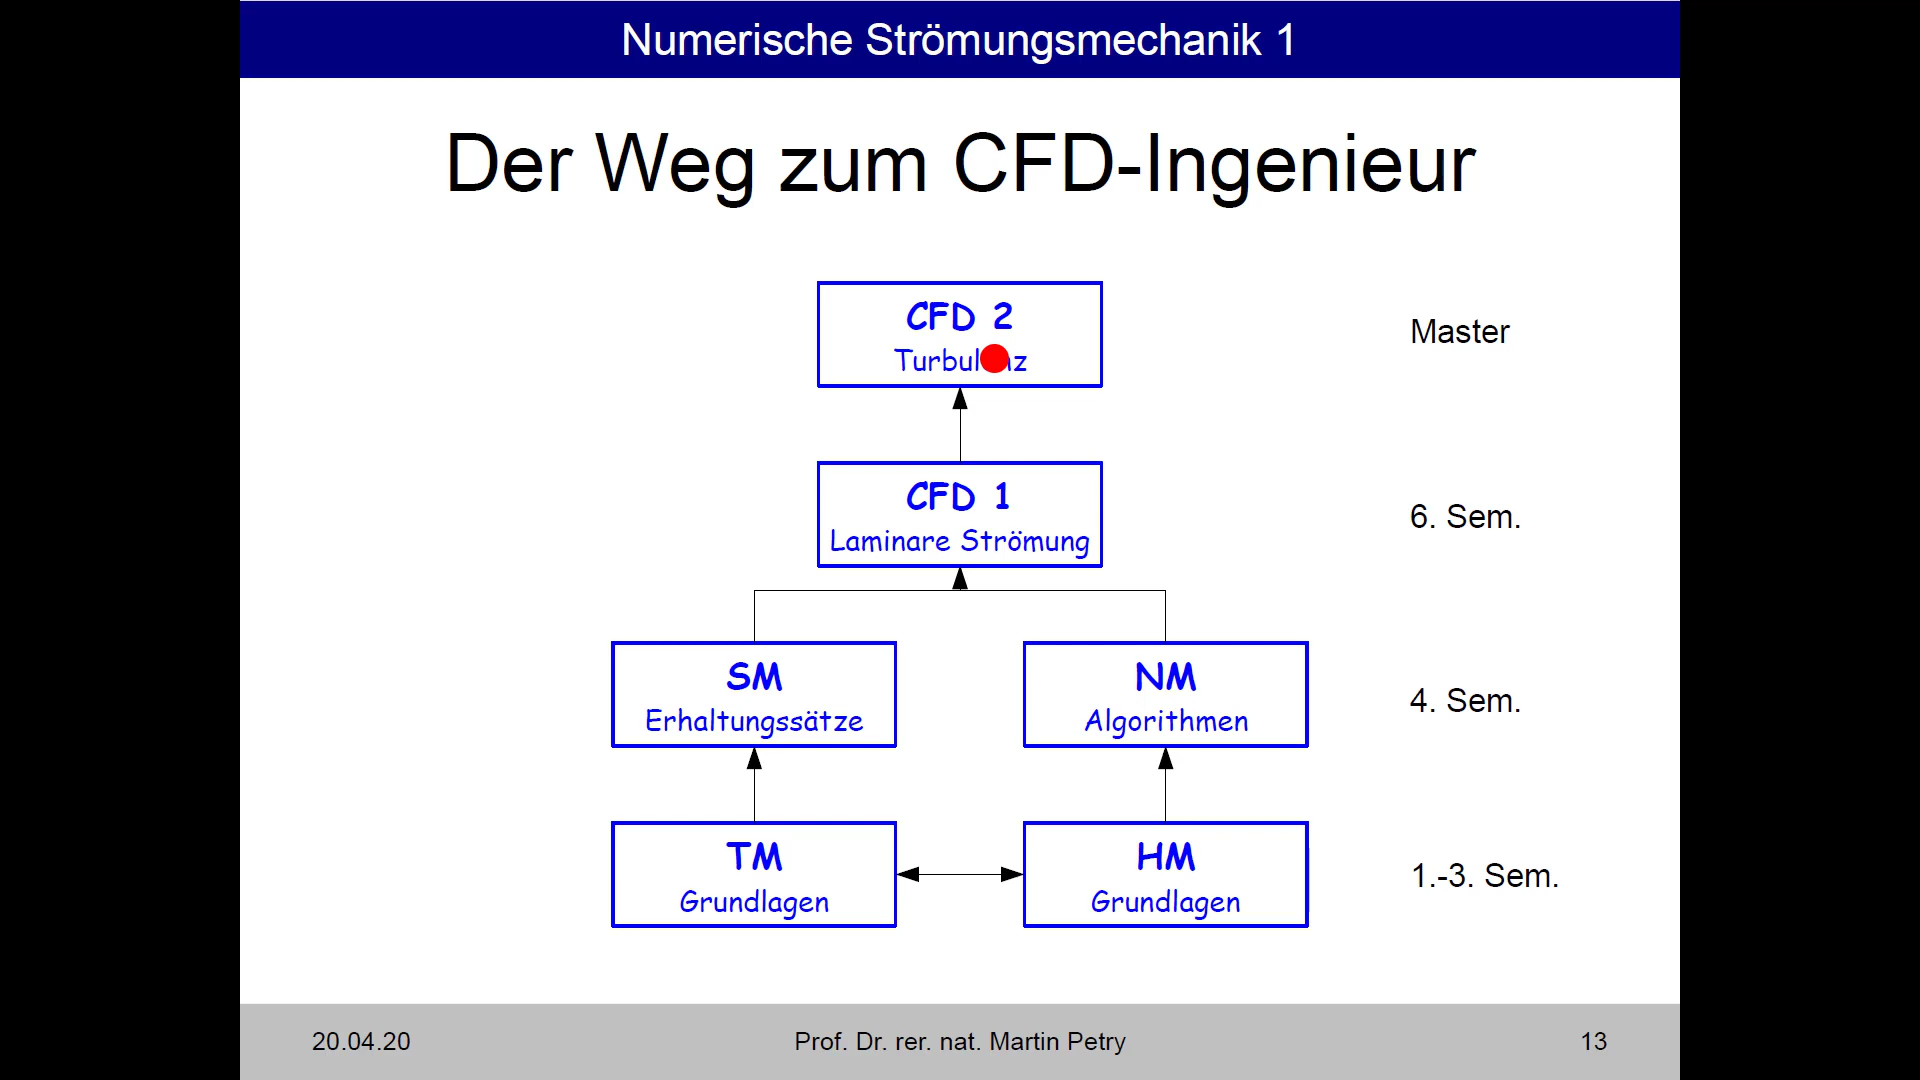 Numerische Strömungsmechanik 1
Der Weg zum CFD-Ingenieur
CFD 2
Master
CFD 1
Laminare Strömung
6. Sem.
SM
Erhaltungssätze
NM
Algorithmen
4. Sem.
TM
Grundlagen
HM
Grundlagen
1.-3. Sem.
20.04.20
Prof. Dr. rer. nat. Martin Petry
13